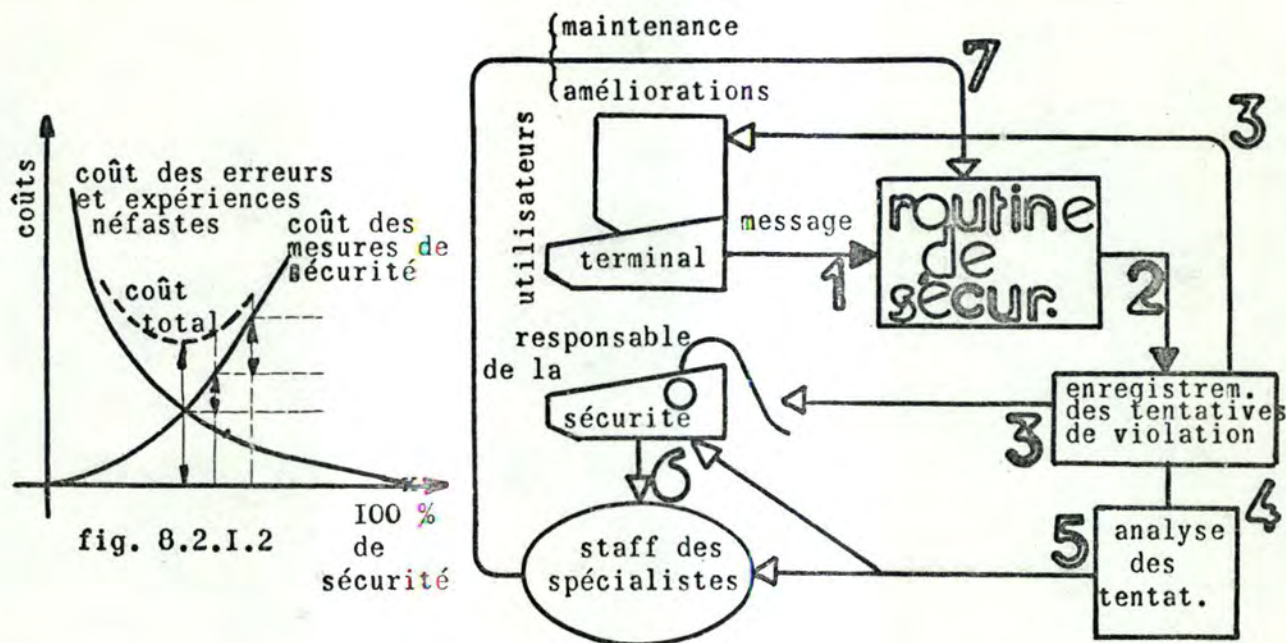 coûts
coût des erreurs
et expériences
néfastes
coût des
mesures de
sécurité
coût
total
fig. 8.2.I.2
I00 %
de
sécurité
maintenance
améliorations
7
3
utilisateurs
terminal
message
1
routine
de
sécur.
2
responsable
de la
sécurité
3
enregistrem.
des tentatives
de violation
4
6
5
analyse
des
tentat.
staff des
spécialistes